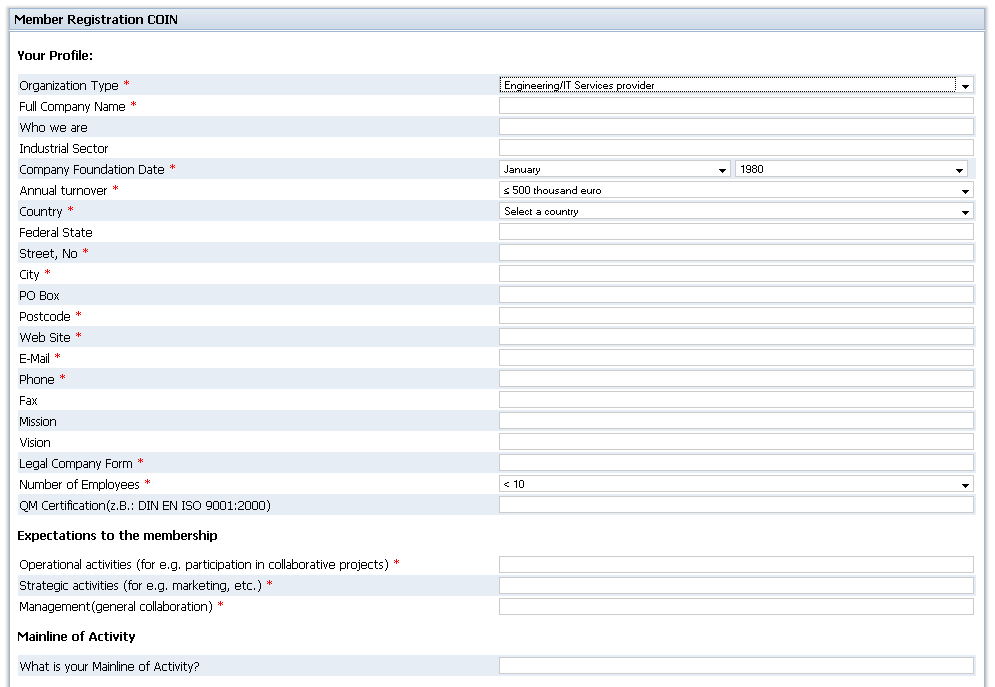 Member Registration COIN
Your Profile:
Organization Type * Engineering/IT Services provider
Full Company Name *
Who we are
Industrial Sector
Company Foundation Date * January 1980
Annual turnover * ≤ 500 thousand euro
Country * Select a country
Federal State
Street, No *
City *
PO Box
Postcode *
Web Site *
E-Mail *
Phone *
Fax
Mission
Vision
Legal Company Form *
Number of Employees * < 10
QM Certification(z.B.: DIN EN ISO 9001:2000)
Expectations to the membership
Operational activities (for e.g. participation in collaborative projects) *
Strategic activities (for e.g. marketing, etc.) *
Management(general collaboration) *
Mainline of Activity
What is your Mainline of Activity?